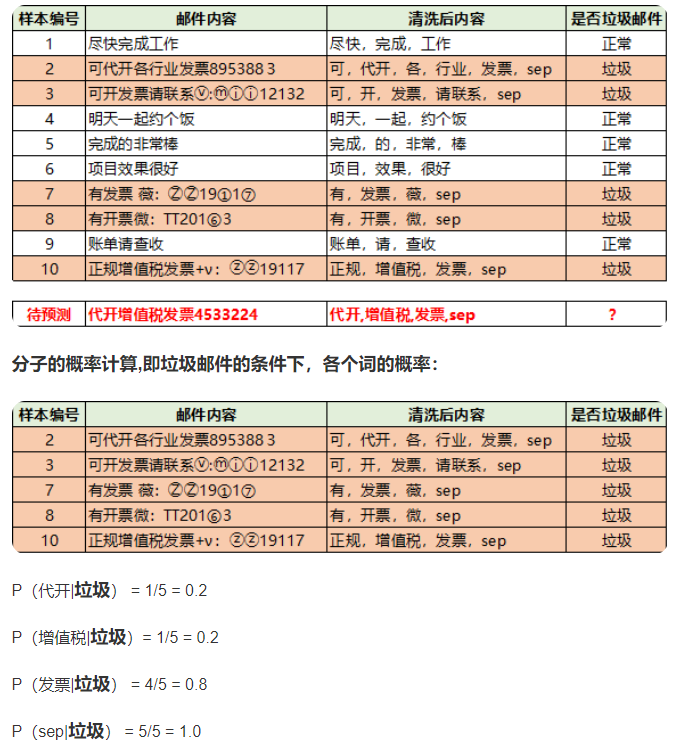 样本编号 邮件内容 清洗后内容 是否垃圾邮件
1 尽快完成工作 尽快，完成，工作 正常
2 可代开各行业发票895388 3 可，代开，各，行业，发票，sep 垃圾
3 可开发票请联系ⓥ:ⓜⓘⓘ12132 可，开，发票，请联系，sep 垃圾
4 明天一起约个饭 明天，一起，约个饭 正常
5 完成的非常棒 完成，的，非常，棒 正常
6 项目效果很好 项目，效果，很好 正常
7 有发票 薇：ⓩⓩ19①1⑦ 有，发票，薇，sep 垃圾
8 有开票微：TT201⑥3 有，开票，微，sep 垃圾
9 账单请查收 账单，请，查收 正常
10 正规增值税发票+v：ⓩⓩ19117 正规，增值税，发票，sep 垃圾
待预测 代开增值税发票4533224 代开,增值税,发票,sep ?
分子的概率计算,即垃圾邮件的条件下，各个词的概率：
样本编号 邮件内容 清洗后内容 是否垃圾邮件
2 可代开各行业发票895388 3 可，代开，各，行业，发票，sep 垃圾
3 可开发票请联系ⓥ:ⓜⓘⓘ12132 可，开，发票，请联系，sep 垃圾
7 有发票 薇：ⓩⓩ19①1⑦ 有，发票，薇，sep 垃圾
8 有开票微：TT201⑥3 有，开票，微，sep 垃圾
10 正规增值税发票+v：ⓩⓩ19117 正规，增值税，发票，sep 垃圾
P（代开|垃圾） = 1/5 = 0.2
P（增值税|垃圾）= 1/5 = 0.2
P（发票|垃圾） = 4/5 = 0.8
P（sep|垃圾） = 5/5 = 1.0